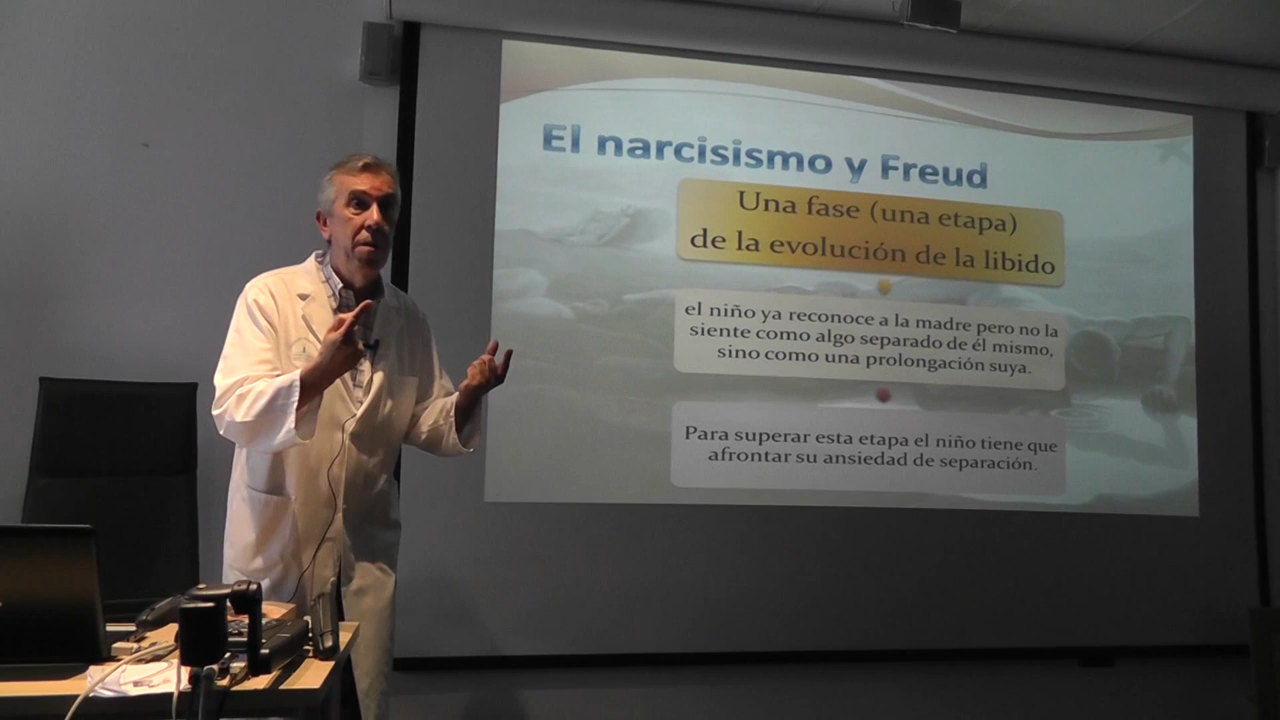 El narcisismo y Freud
Una fase (una etapa)
de la evolución de la libido
el niño ya reconoce a la madre pero no la
siente como algo separado de él mismo,
sino como una prolongación suya.
Para superar esta etapa el niño tiene que
afrontar su ansiedad de separación.